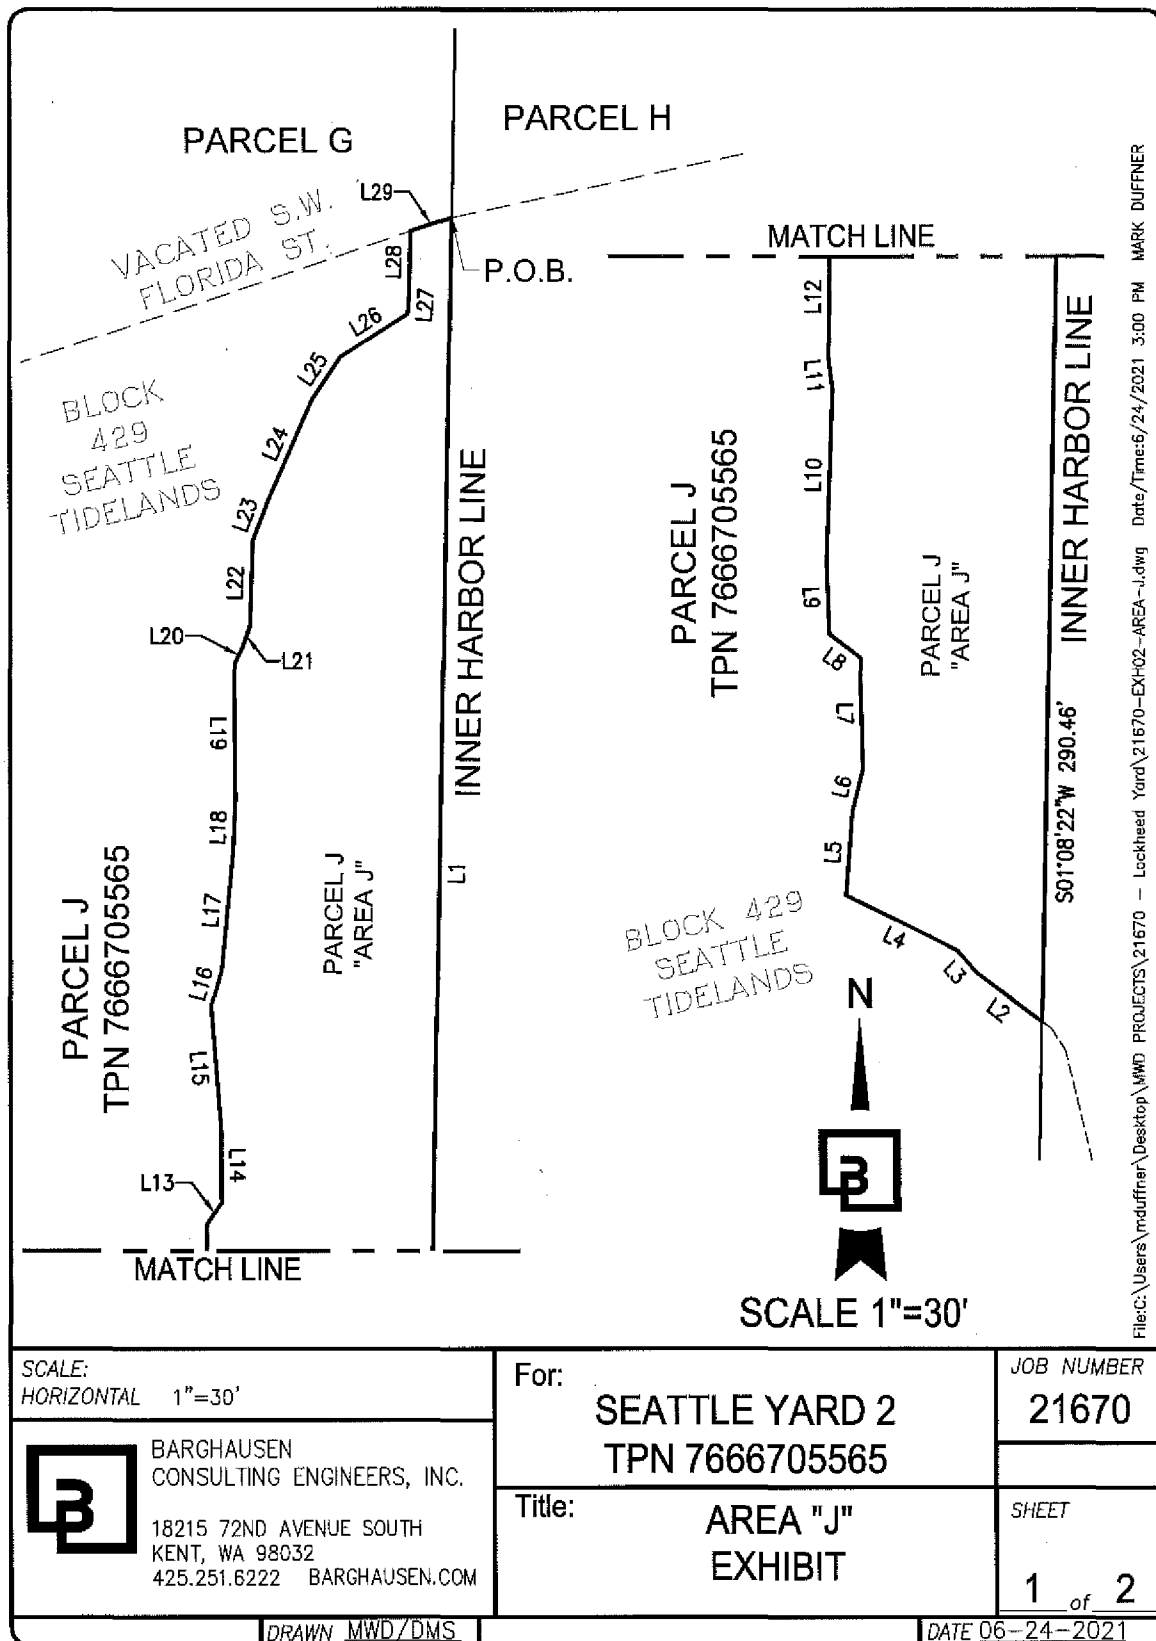 PARCEL G
PARCEL H
L29
VACATED S.W.
FLORIDA ST.
L28
P.O.B.
L27
L26
L25
BLOCK
429
SEATTLE
TIDELANDS
L24
L23
L22
L20
L21
INNER HARBOR LINE
L19
L18
L1
L17
PARCEL J
TPN 7666705565
PARCEL J
"AREA J"
L16
L15
L14
L13
MATCH LINE
MATCH LINE
L12
L11
L10
INNER HARBOR LINE
PARCEL J
TPN 7666705565
PARCEL J
"AREA J"
L9
L8
L7
L6
L5
S01°08'22"W 290.46'
BLOCK 429
SEATTLE
TIDELANDS
L4
L3
L2
N
B
SCALE 1"=30'
File:C:\Users\mduffner\Desktop\MWD PROJECTS\21670 - Lockheed Yard\21670-EXH02-AREA-J.dwg Date/Time:6/24/2021 3:00 PM MARK DUFFNER
SCALE:
HORIZONTAL 1"=30'
B
BARGHAUSEN
CONSULTING ENGINEERS, INC.
18215 72ND AVENUE SOUTH
KENT, WA 98032
425.251.6222 BARGHAUSEN.COM
For:
SEATTLE YARD 2
TPN 7666705565
Title:
AREA "J"
EXHIBIT
JOB NUMBER
21670
SHEET
1 of 2
DRAWN MWD/DMS
DATE 06-24-2021